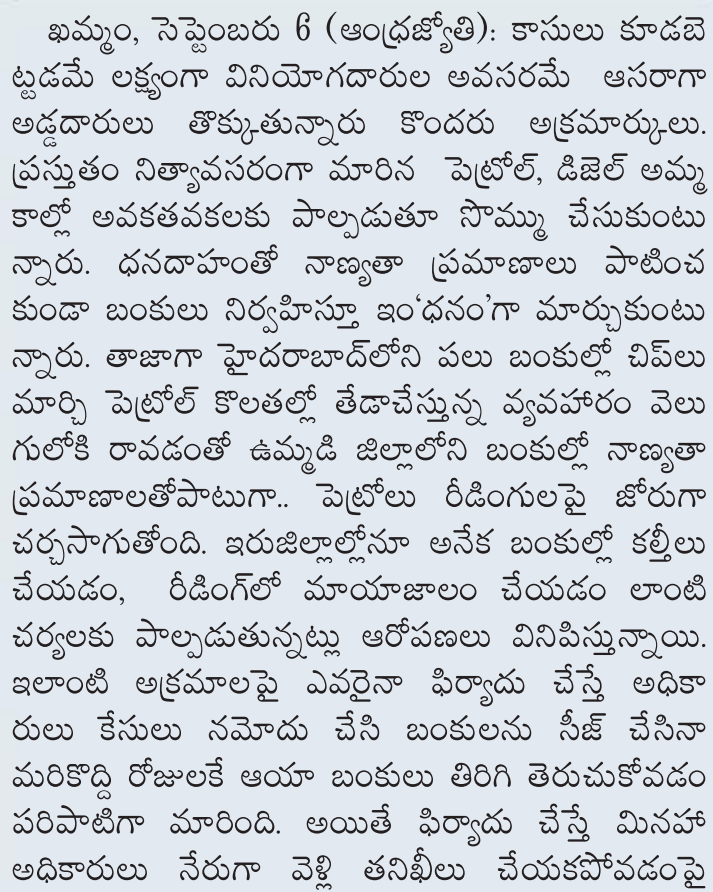 ఖమ్మం, సెప్టెంబరు 6 (ఆంధ్రజ్యోతి): కాసులు కూడబె
ట్టడమే లక్ష్యంగా వినియోగదారుల అవసరమే ఆసరాగా
అడ్డదారులు తొక్కుతున్నారు కొందరు అక్రమార్కులు.
ప్రస్తుతం నిత్యావసరంగా మారిన పెట్రోల్, డిజెల్ అమ్మ
కాల్లో అవకతవకలకు పాల్పడుతూ సొమ్ము చేసుకుంటు
న్నారు. ధనదాహంతో నాణ్యతా ప్రమాణాలు పాటించ
కుండా బంకులు నిర్వహిస్తూ ఇం‘ధనం’గా మార్చుకుంటు
న్నారు. తాజాగా హైదరాబాద్‌లోని పలు బంకుల్లో చిప్‌లు
మార్చి పెట్రోల్ కొలతల్లో తేడాచేస్తున్న వ్యవహారం వెలు
గులోకి రావడంతో ఉమ్మడి జిల్లాలోని బంకుల్లో నాణ్యతా
ప్రమాణాలతోపాటుగా.. పెట్రోలు రీడింగులపై జోరుగా
చర్చసాగుతోంది. ఇరుజిల్లాల్లోనూ అనేక బంకుల్లో కల్తీలు
చేయడం, రీడింగ్‌లో మాయాజాలం చేయడం లాంటి
చర్యలకు పాల్పడుతున్నట్లు ఆరోపణలు వినిపిస్తున్నాయి.
ఇలాంటి అక్రమాలపై ఎవరైనా ఫిర్యాదు చేస్తే అధికా
రులు కేసులు నమోదు చేసి బంకులను సీజ్ చేసినా
మరికొద్ది రోజులకే ఆయా బంకులు తిరిగి తెరుచుకోవడం
పరిపాటిగా మారింది. అయితే ఫిర్యాదు చేస్తే మినహా
అధికారులు నేరుగా వెళ్లి తనిఖీలు చేయకపోవడంపై